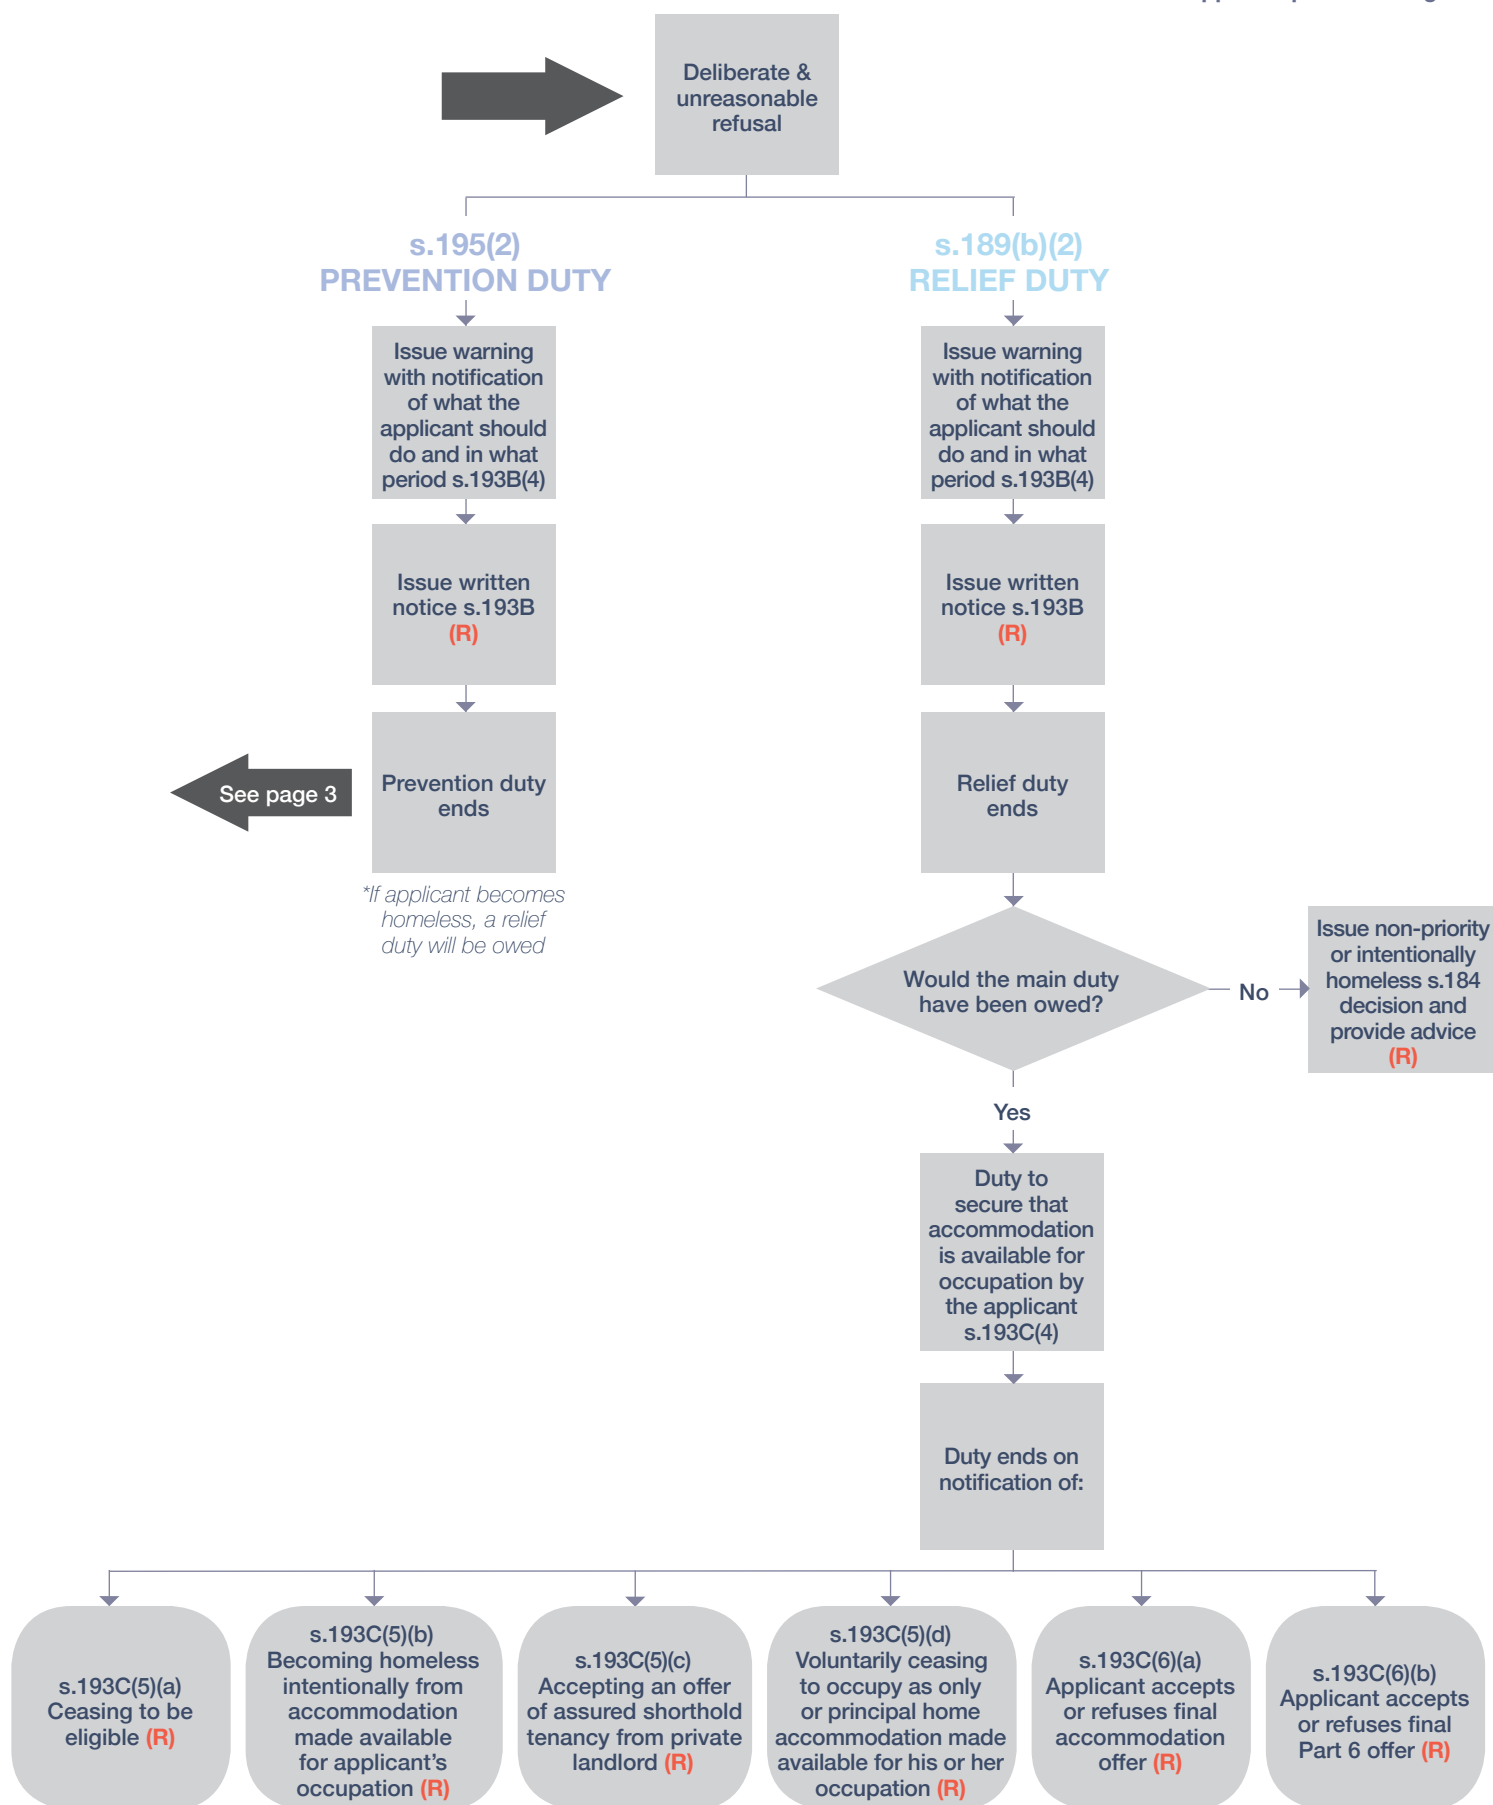 Deliberate &
unreasonable
refusal
s.195(2)
PREVENTION DUTY
s.189(b)(2)
RELIEF DUTY
Issue warning
with notification
of what the
applicant should
do and in what
period s.193B(4)
Issue warning
with notification
of what the
applicant should
do and in what
period s.193B(4)
Issue written
notice s.193B
(R)
Issue written
notice s.193B
(R)
See page 3
Prevention duty
ends
Relief duty
ends
*If applicant becomes
homeless, a relief
duty will be owed
Would the main duty
have been owed?
No
Issue non-priority
or intentionally
homeless s.184
decision and
provide advice
(R)
Yes
Duty to
secure that
accommodation
is available for
occupation by
the applicant
s.193C(4)
Duty ends on
notification of:
s.193C(5)(a)
Ceasing to be
eligible (R)
s.193C(5)(b)
Becoming homeless
intentionally from
accommodation
made available
for applicant's
occupation (R)
s.193C(5)(c)
Accepting an offer
of assured shorthold
tenancy from private
landlord (R)
s.193C(5)(d)
Voluntarily ceasing
to occupy as only
or principal home
accommodation made
available for his or her
occupation (R)
s.193C(6)(a)
Applicant accepts
or refuses final
accommodation
offer (R)
s.193C(6)(b)
Applicant accepts
or refuses final
Part 6 offer (R)